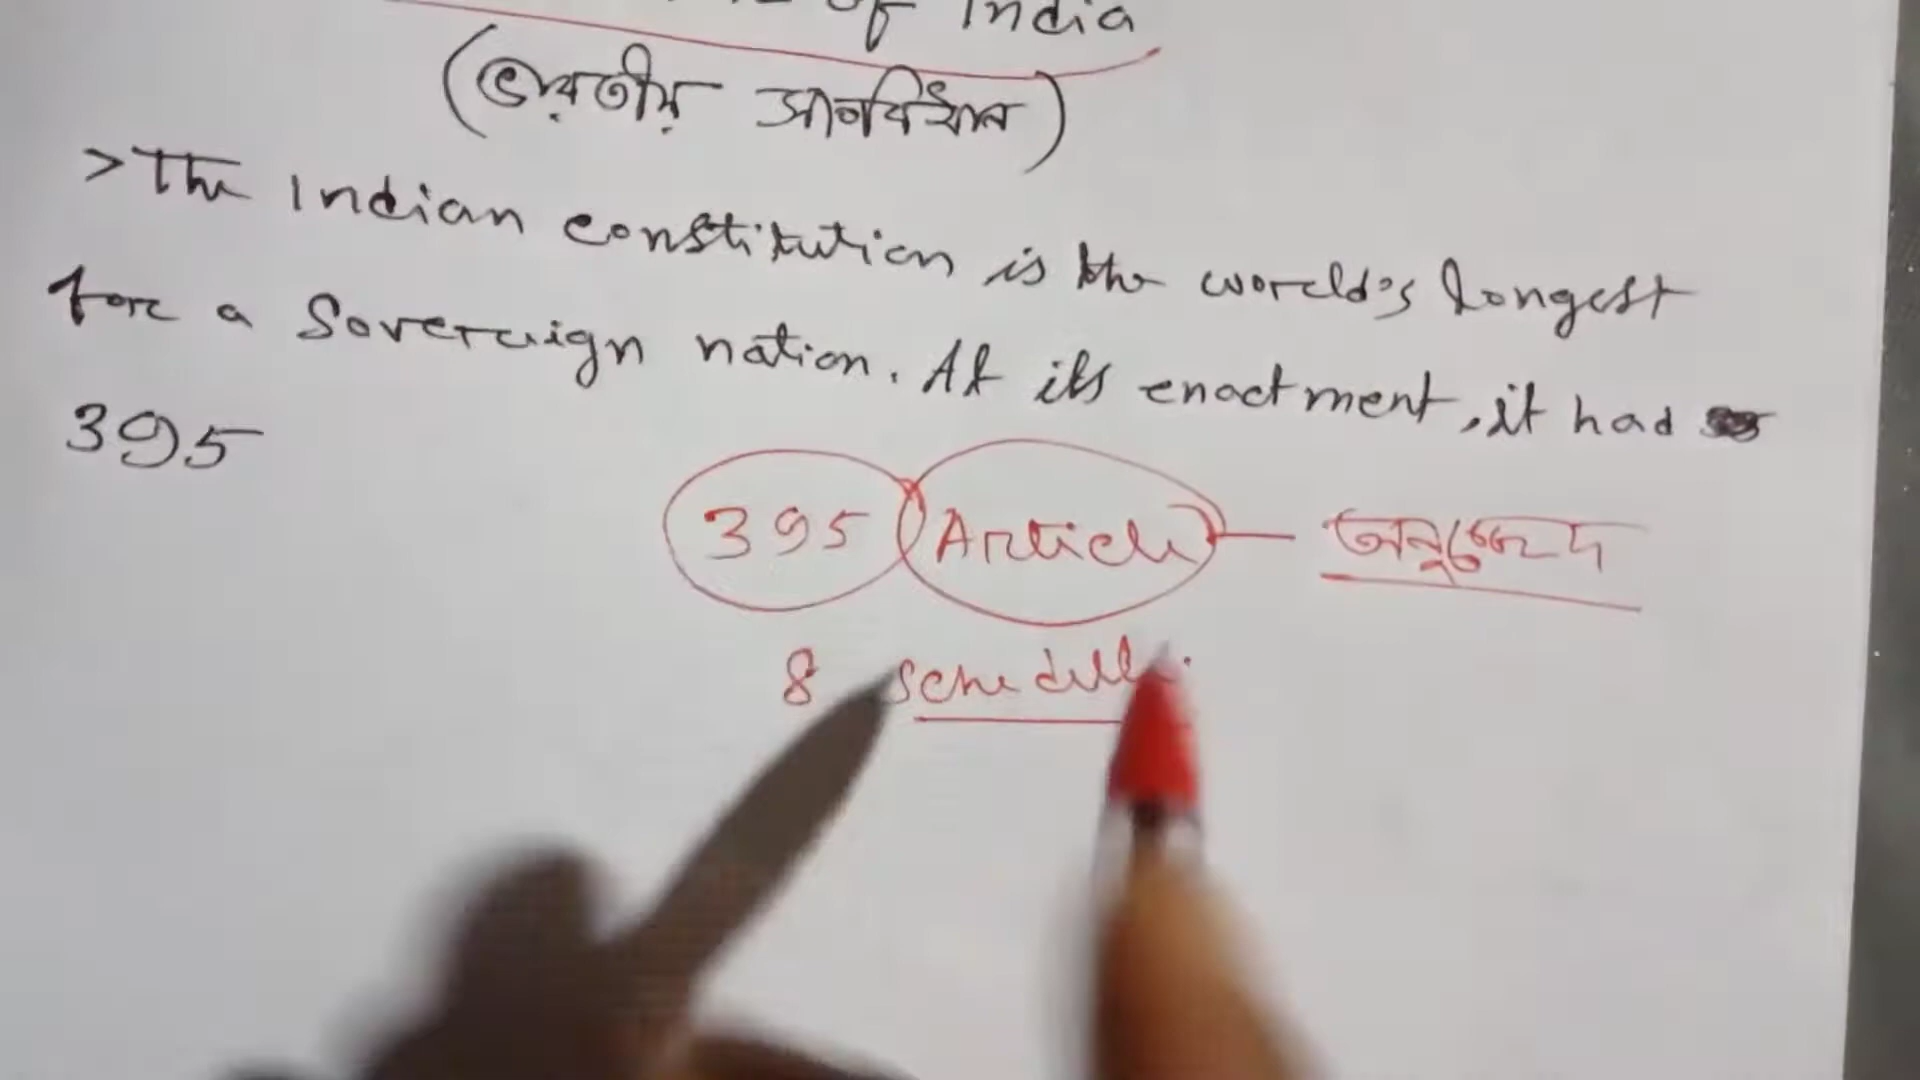 of India
(ভারতীয় সংবিধান)
>The Indian constitution is the world's longest
for a Sovereign nation. At its enactment, it had
395
395 Article - অনুচ্ছেদ
8 Schedule